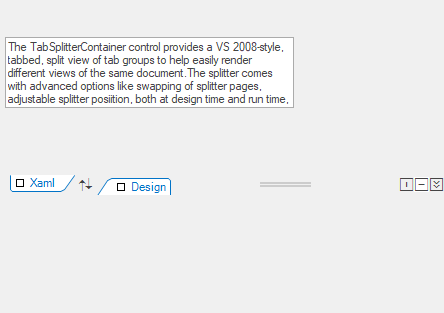 The TabSplitterContainer control provides a VS 2008-style,
tabbed, split view of tab groups to help easily render
different views of the same document.The splitter comes
with advanced options like swapping of splitter pages,
adjustable splitter position, both at design time and run time,
Xaml
Design